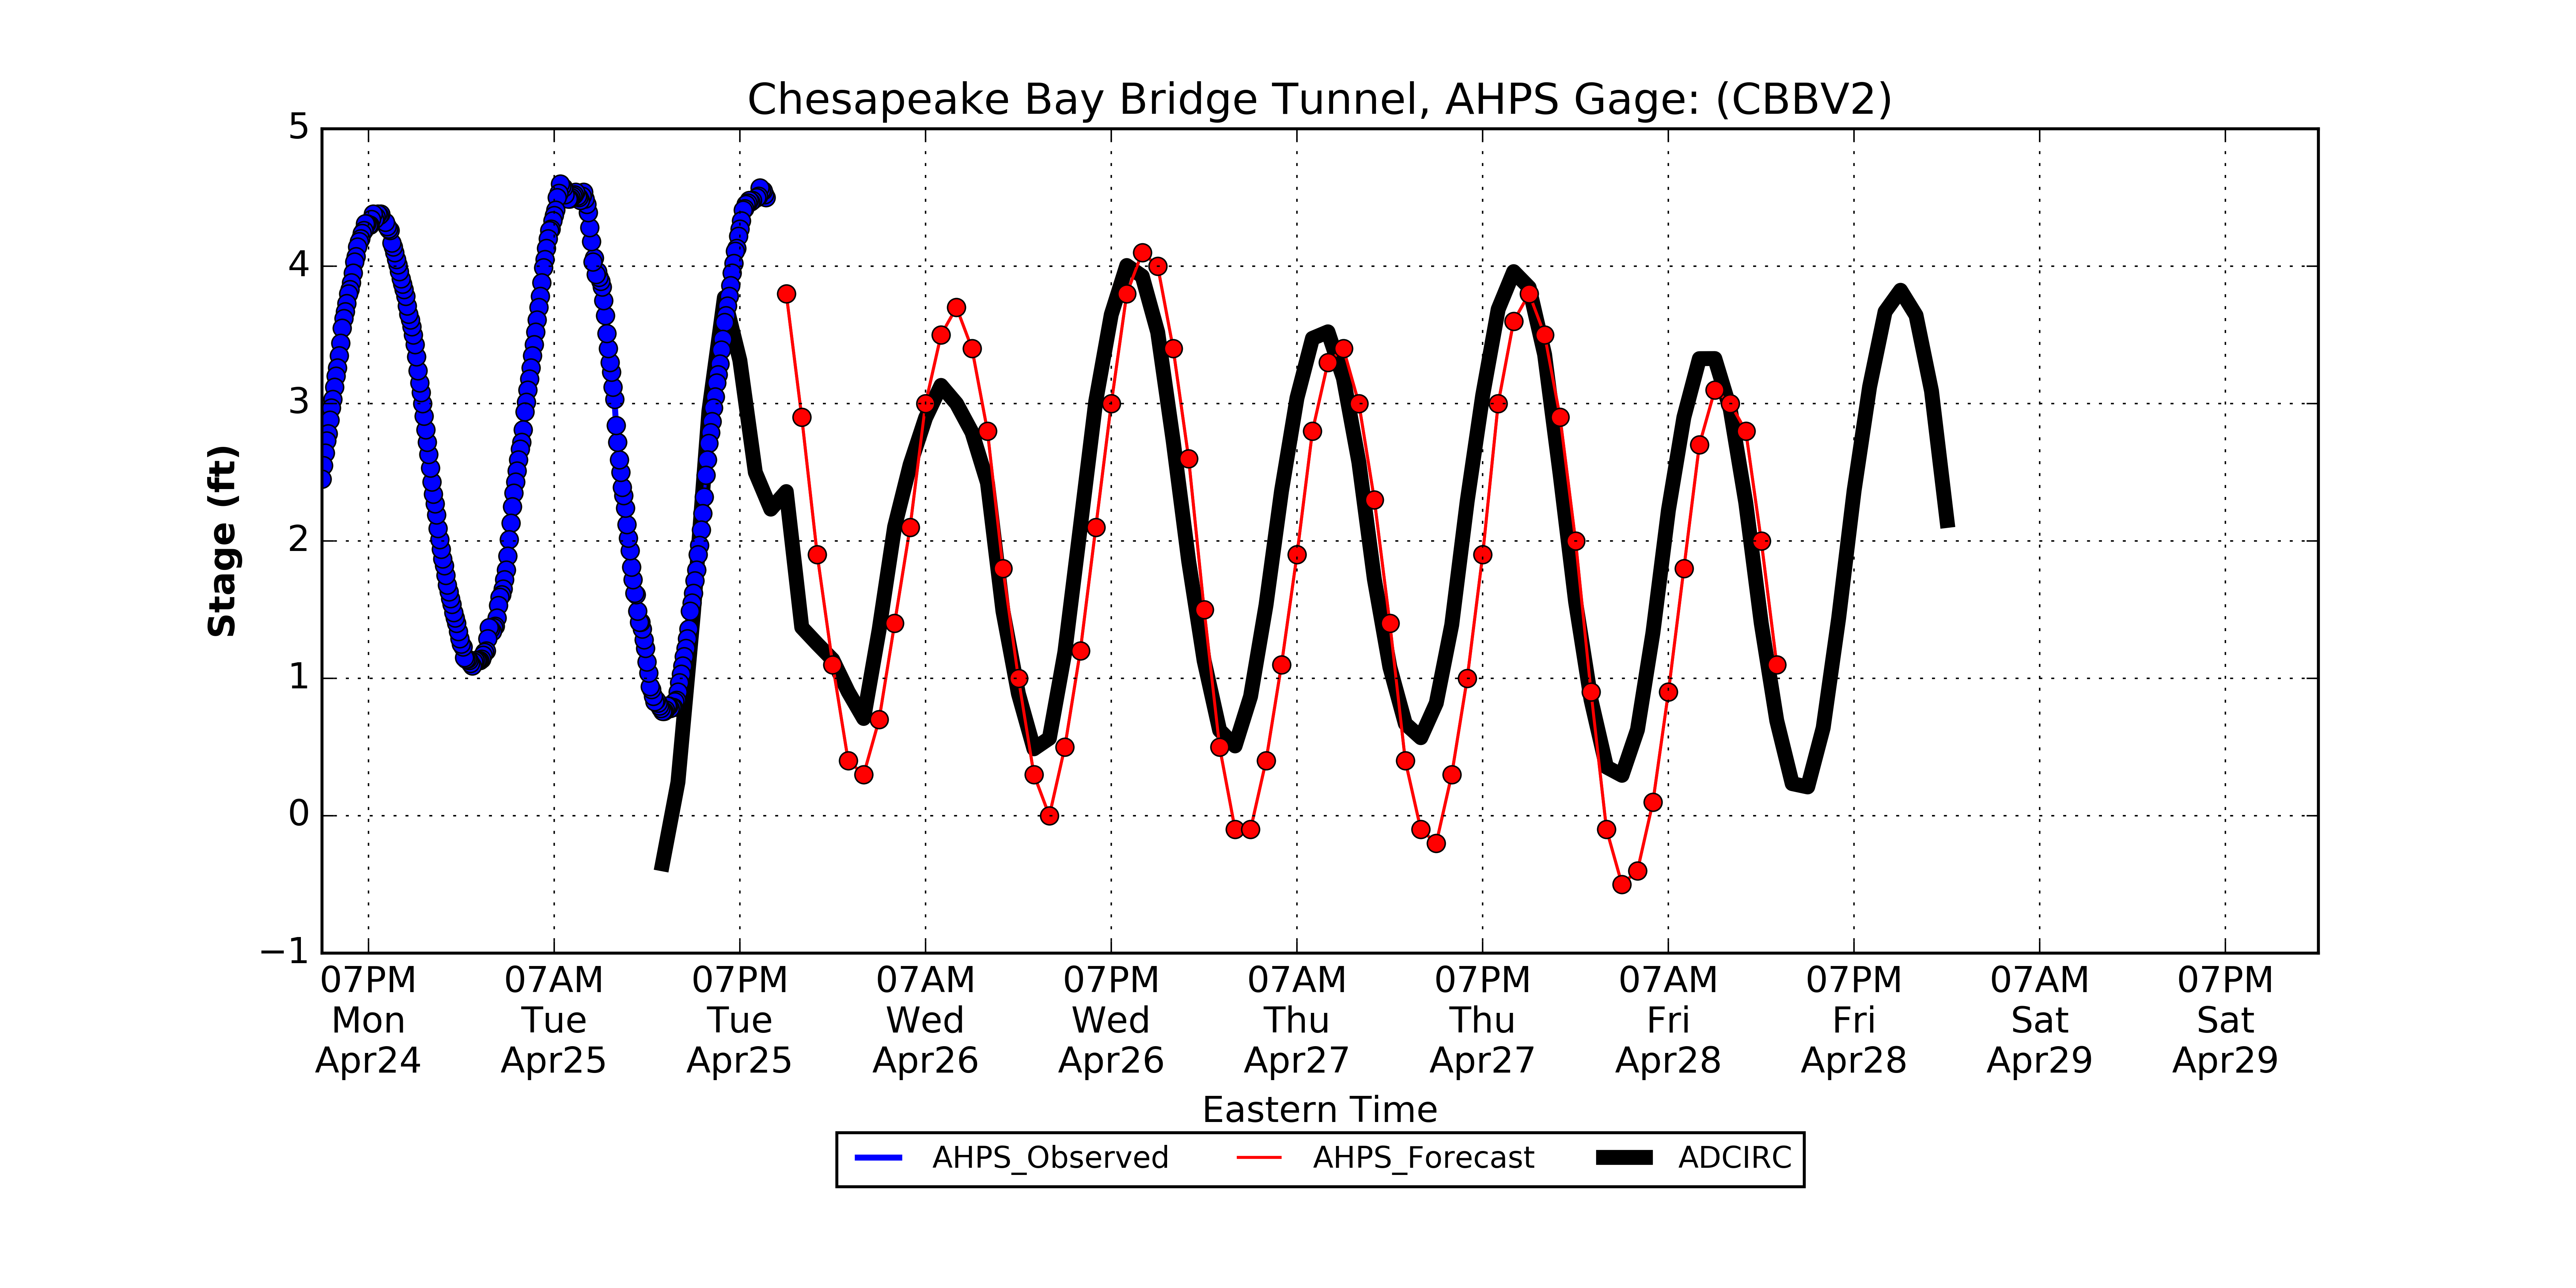 Chesapeake Bay Bridge Tunnel, AHPS Gage: (CBBV2)
5
4
3
2
1
0
−1
Stage (ft)
07PM 07AM 07PM 07AM 07PM 07AM 07PM 07AM 07PM 07AM 07PM
Mon Tue Tue Wed Wed Thu Thu Fri Fri Sat Sat
Apr24 Apr25 Apr25 Apr26 Apr26 Apr27 Apr27 Apr28 Apr28 Apr29 Apr29
Eastern Time
AHPS_Observed AHPS_Forecast ADCIRC